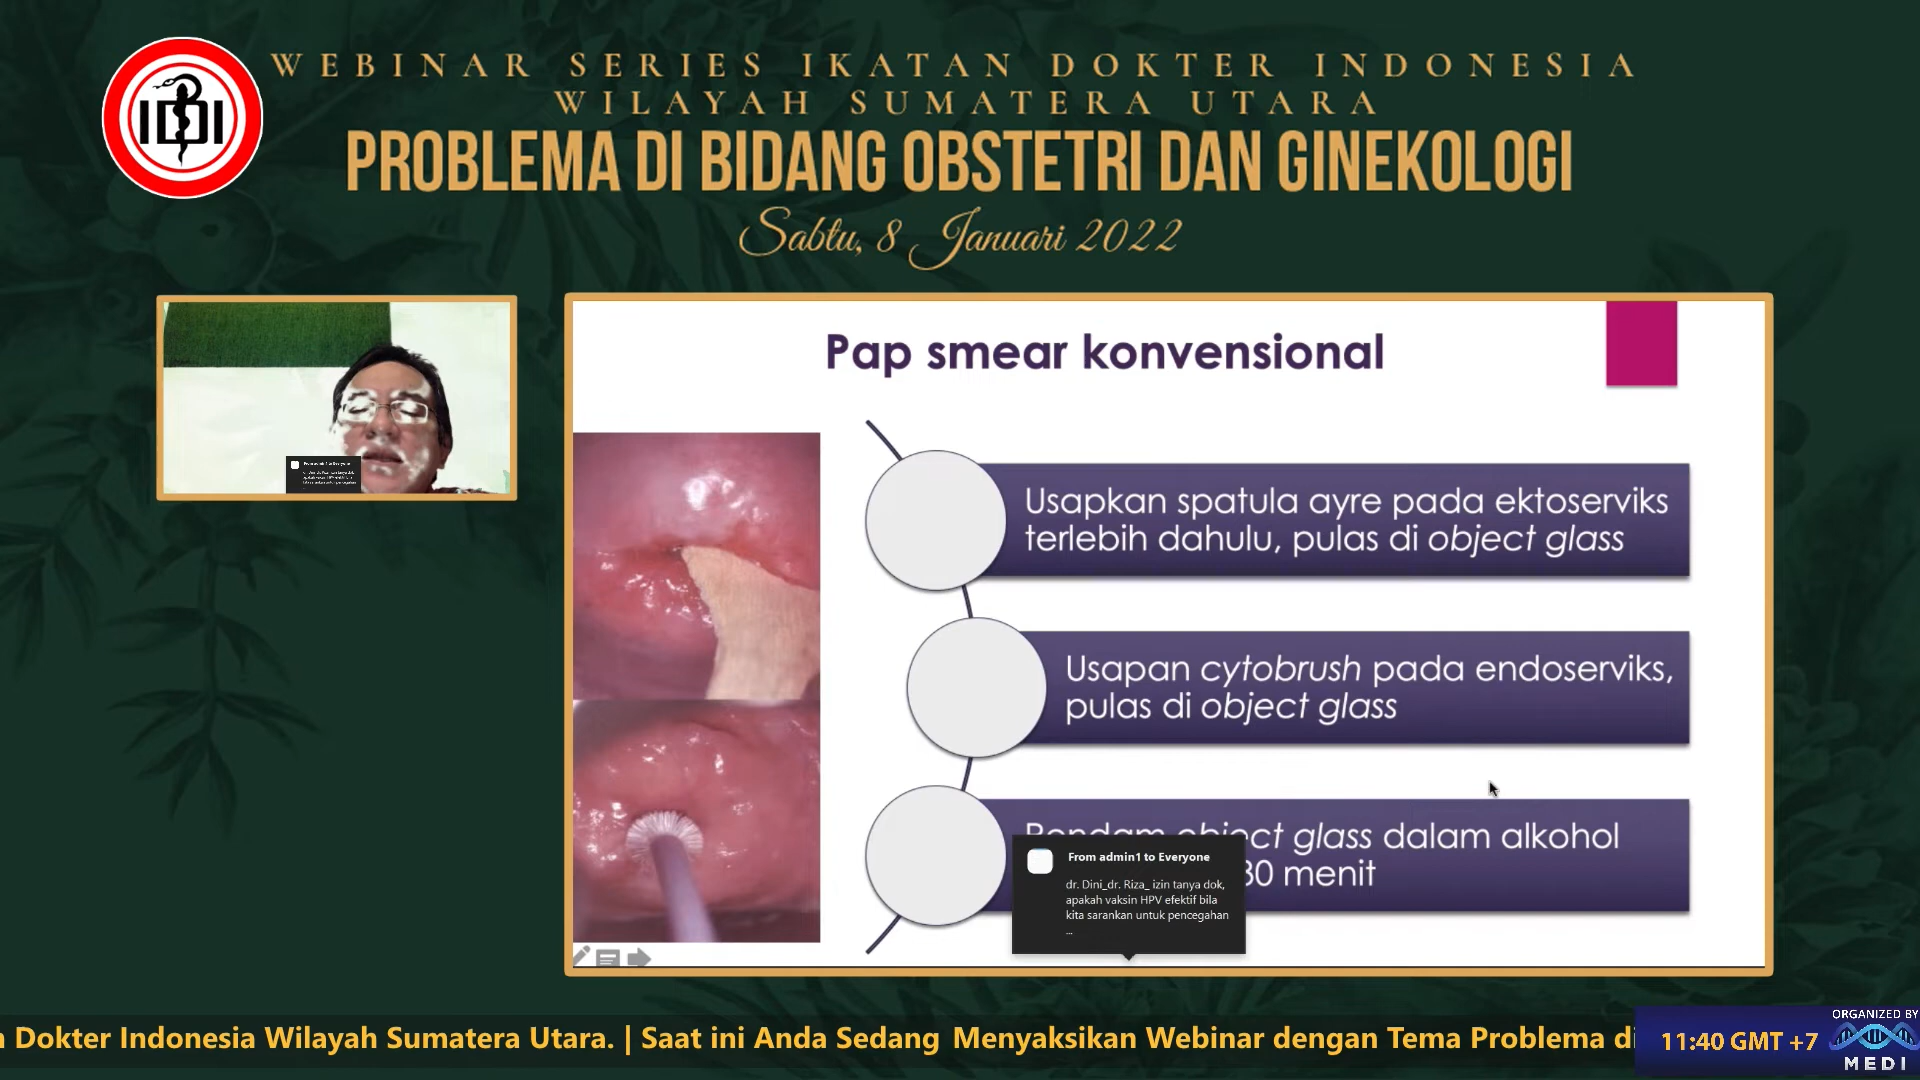 WEBINAR SERIES IKATAN DOKTER INDONESIA
WILAYAH SUMATERA UTARA
PROBLEMA DI BIDANG OBSTETRI DAN GINEKOLOGI
Sabtu, 8 Januari 2022
IDI
Pap smear konvensional
Usapkan spatula ayre pada ektoserviks
terlebih dahulu, pulas di object glass
Usapan cytobrush pada endoserviks,
pulas di object glass
Rendam object glass dalam alkohol
30 menit
From admin1 to Everyone
dr. Dini_dr. Riza_ izin tanya dok,
apakah vaksin HPV efektif bila
kita sarankan untuk pencegahan
...
Dokter Indonesia Wilayah Sumatera Utara. | Saat ini Anda Sedang Menyaksikan Webinar dengan Tema Problema di
11:40 GMT +7
ORGANIZED BY
MEDI